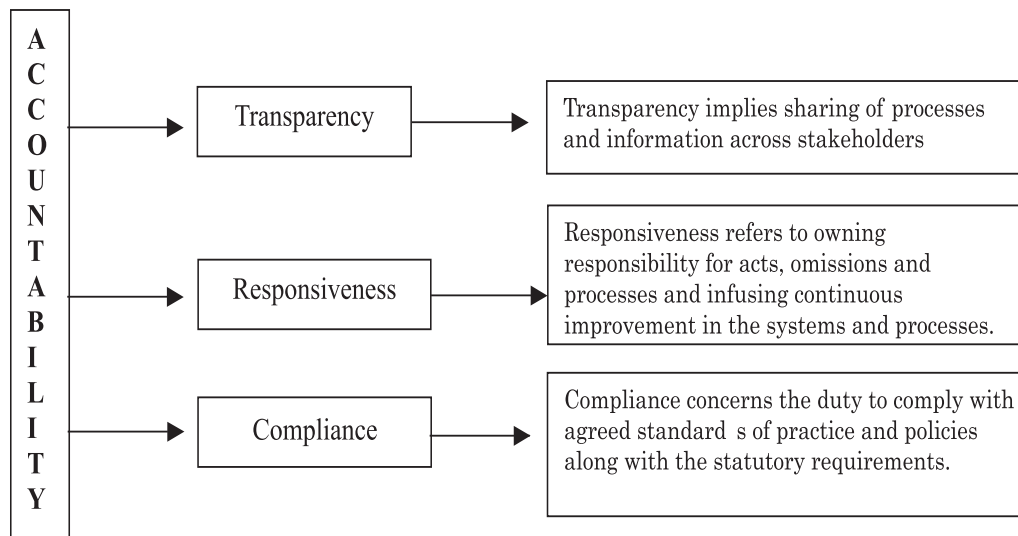 ACCOUNTABILITY
Transparency
Transparency implies sharing of processes
and information across stakeholders
Responsiveness
Responsiveness refers to owning
responsibility for acts, omissions and
processes and infusing continuous
improvement in the systems and processes.
Compliance
Compliance concerns the duty to comply with
agreed standard s of practice and policies
along with the statutory requirements.